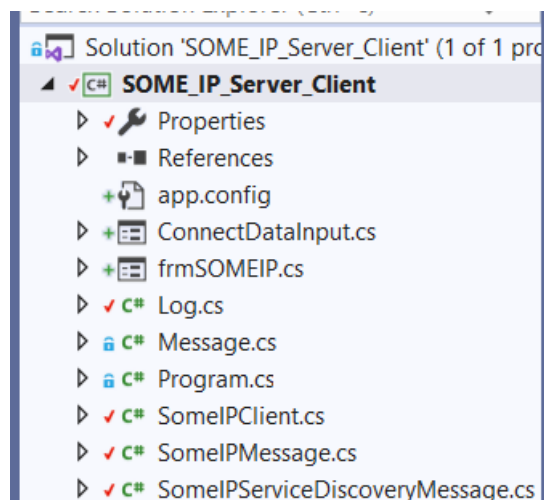 Solution 'SOME_IP_Server_Client' (1 of 1 pro
C# SOME_IP_Server_Client
Properties
References
app.config
ConnectDataInput.cs
frmSOMEIP.cs
C# Log.cs
C# Message.cs
C# Program.cs
C# SomeIPClient.cs
C# SomeIPMessage.cs
C# SomeIPServiceDiscoveryMessage.cs